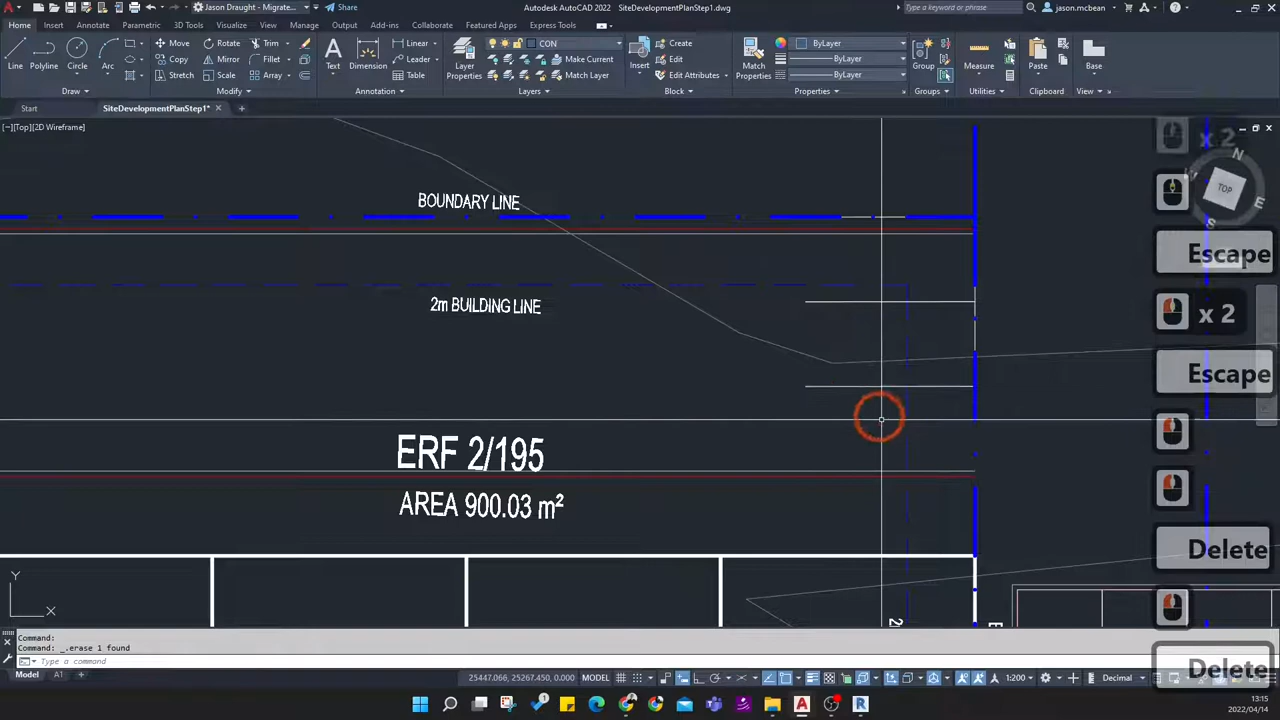 Jason Draught - Migrate...
Share
Autodesk AutoCAD 2022 SiteDevelopmentPlanStep1.dwg
Type a keyword or phrase
jason.mcbean
Home Insert Annotate Parametric 3D Tools Visualize View Manage Output Add-ins Collaborate Featured Apps Express Tools
Line Polyline Circle Arc
Move Rotate Trim
Copy Mirror Fillet
Stretch Scale Array
Text Dimension
Linear
Leader
Table
Layer Properties
CON
Make Current
Match Layer
Insert
Create
Edit
Edit Attributes
Match Properties
ByLayer
ByLayer
ByLayer
Group
Measure
Paste
Base
Draw Modify Annotation Layers Block Properties Groups Utilities Clipboard View
Start SiteDevelopmentPlanStep1*
[−][Top][2D Wireframe]
x 2
N
W
TOP
E
S
BOUNDARY LINE
Escape
2m BUILDING LINE
x 2
Escape
ERF 2/195
AREA 900.03 m²
Delete
Y
X
Delete
Command:
Command: _.erase 1 found
Type a command
Model A1
25447.066, 25267.450, 0.000 MODEL
1:200
Decimal
13:15
2022/04/14